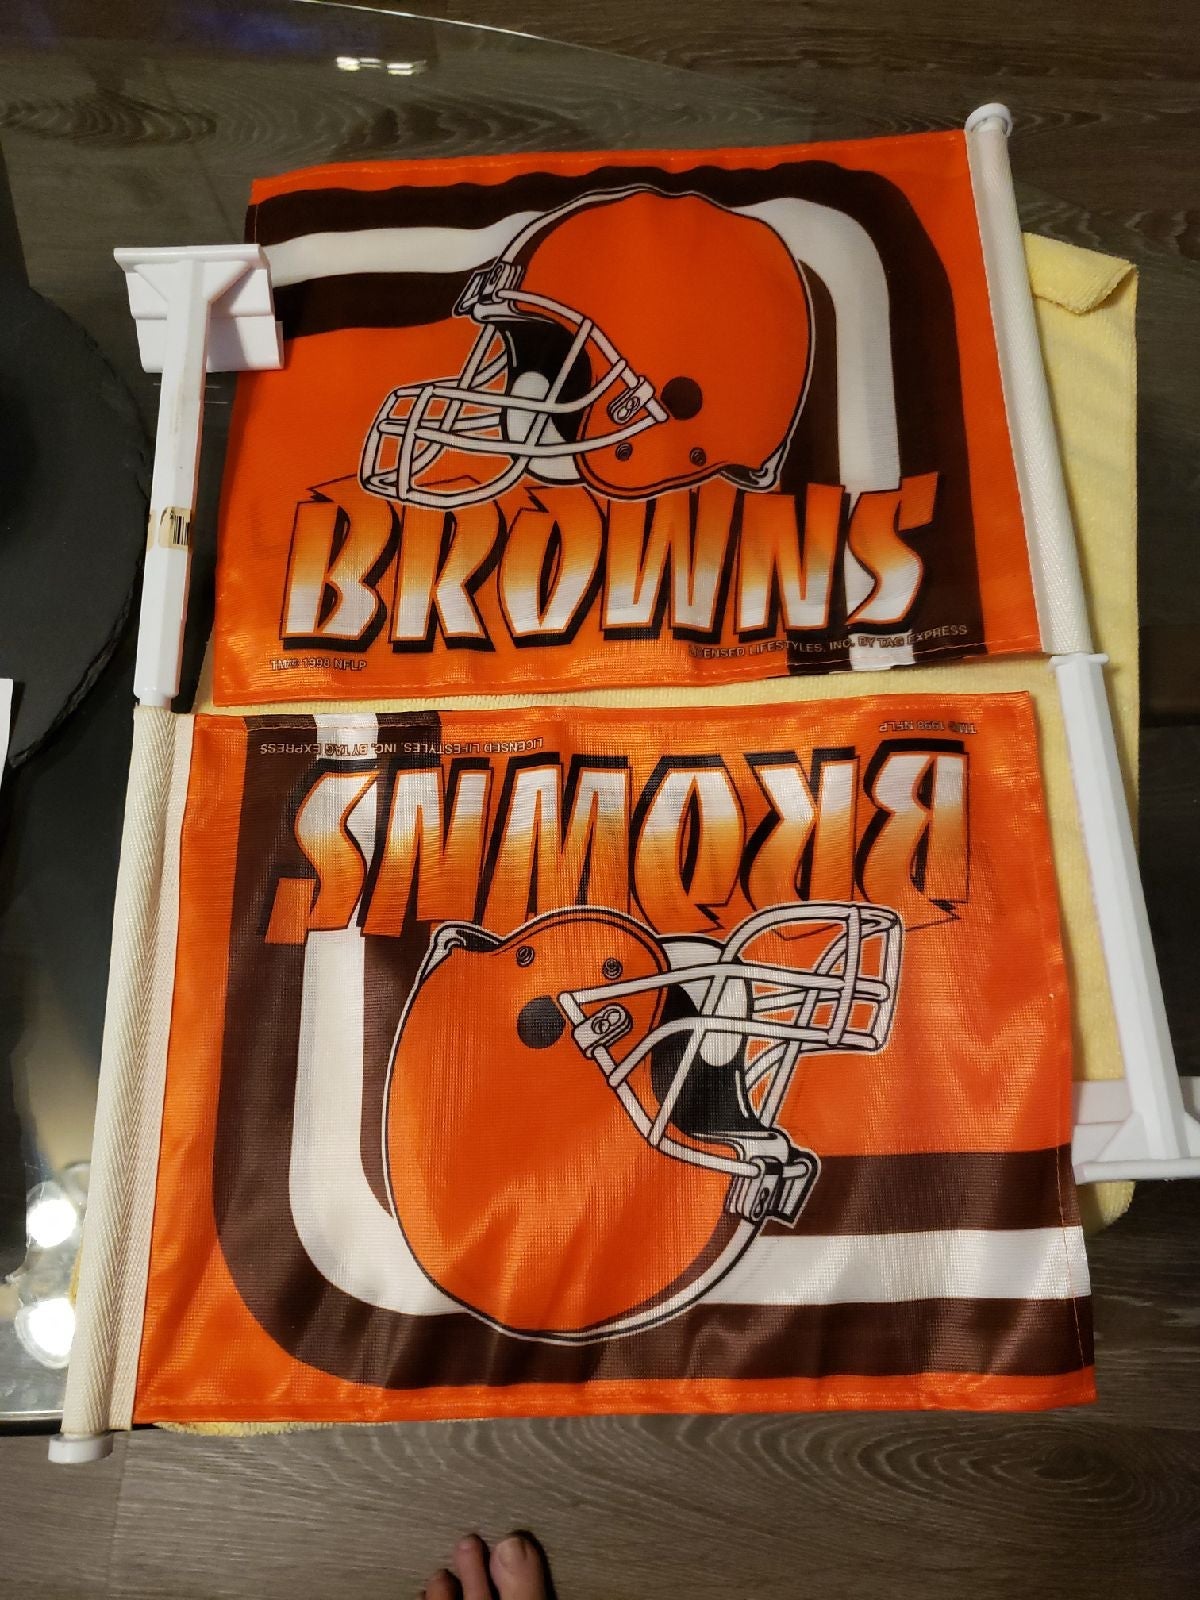 BROWNS
TM/© 1998 NFLP
LICENSED LIFESTYLES, INC. BY TAG EXPRESS
LICENSED LIFESTYLES, INC. BY TAG EXPRESS
TM/© 1998 NFLP
BROWNS